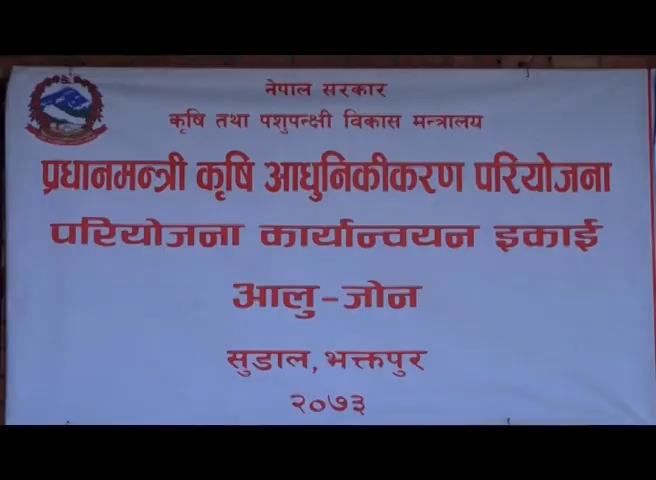 नेपाल सरकार
कृषि तथा पशुपन्क्षी विकास मन्त्रालय
प्रधानमन्त्री कृषि आधुनिकीकरण परियोजना
परियोजना कार्यान्वयन इकाई
आलु-जोन
सुडाल, भक्तपुर
२०७३